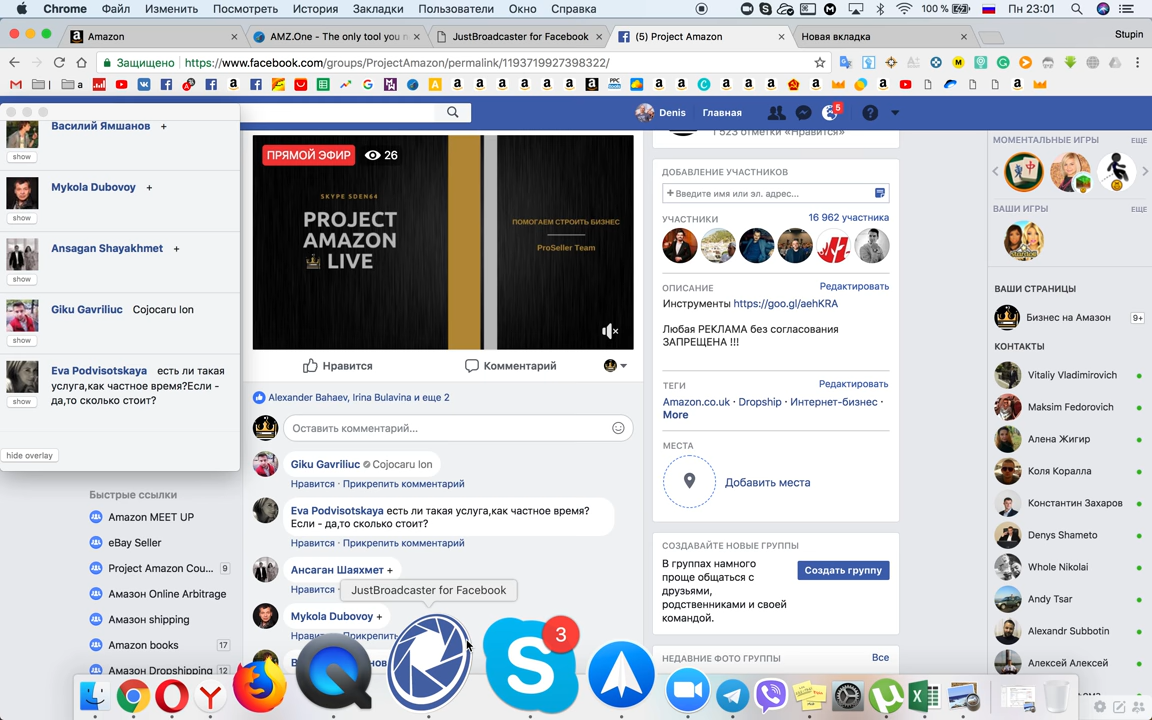 Chrome Файл Изменить Посмотреть История Закладки Пользователи Окно Справка 100 % Пн 23:01
Amazon
AMZ.One - The only tool you n
JustBroadcaster for Facebook
(5) Project Amazon
Новая вкладка
Stupin
Защищено https://www.facebook.com/groups/ProjectAmazon/permalink/1193719927398322/
Denis Главная 5
Василий Ямшанов +
show
Mykola Dubovoy +
show
Ansagan Shayakhmet +
show
Giku Gavriliuc Cojocaru Ion
show
Eva Podvisotskaya есть ли такая
услуга,как частное время?Если -
да,то сколько стоит?
show
hide overlay
Быстрые ссылки
Amazon MEET UP
eBay Seller
Project Amazon Cou... 9
Амазон Online Arbitrage
Амазон shipping
Amazon books 17
Амазон Dropshipping 12
ПРЯМОЙ ЭФИР 26
SKYPE SDEN64
PROJECT
AMAZON
LIVE
ПОМОГАЕМ СТРОИТЬ БИЗНЕС
ProSeller Team
Нравится Комментарий
Alexander Bahaev, Irina Bulavina и еще 2
Оставить комментарий...
Giku Gavriliuc Cojocaru Ion
Нравится · Прикрепить комментарий
Eva Podvisotskaya есть ли такая услуга,как частное время?
Если - да,то сколько стоит?
Нравится · Прикрепить комментарий
Ансаган Шаяхмет +
JustBroadcaster for Facebook
Mykola Dubovoy +
3
1 523 отметки «Нравится»
ДОБАВЛЕНИЕ УЧАСТНИКОВ
+ Введите имя или эл. адрес...
УЧАСТНИКИ 16 962 участника
ОПИСАНИЕ Редактировать
Инструменты https://goo.gl/aehKRA
Любая РЕКЛАМА без согласования
ЗАПРЕЩЕНА !!!
ТЕГИ Редактировать
Amazon.co.uk · Dropship · Интернет-бизнес ·
More
МЕСТА
Добавить места
СОЗДАВАЙТЕ НОВЫЕ ГРУППЫ
В группах намного
проще общаться с
друзьями,
родственниками и своей
командой.
Создать группу
НЕДАВНИЕ ФОТО ГРУППЫ Все
МОМЕНТАЛЬНЫЕ ИГРЫ ЕЩЕ
ВАШИ ИГРЫ ЕЩЕ
ВАШИ СТРАНИЦЫ
Бизнес на Амазон 9+
КОНТАКТЫ
Vitaliy Vladimirovich
Maksim Fedorovich
Алена Жигир
Коля Коралла
Константин Захаров
Denys Shameto
Whole Nikolai
Andy Tsar
Alexandr Subbotin
Алексей Алексей